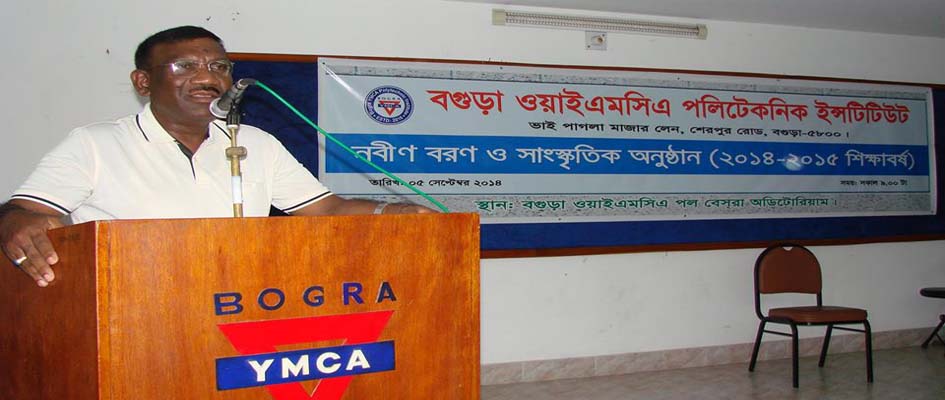 বগুড়া ওয়াইএমসিএ পলিটেকনিক ইন্সটিটিউট
ভাই পাগলা মাজার লেন, শেরপুর রোড, বগুড়া-৫৮০০।
নবীণ বরণ ও সাংস্কৃতিক অনুষ্ঠান (২০১৪-২০১৫ শিক্ষাবর্ষ)
তারিখ: ০৫ সেপ্টেম্বর ২০১৪
সময়: সকাল ৯.০০ টা
স্থান: বগুড়া ওয়াইএমসিএ পল বেস্‌রা অডিটোরিয়াম।
BOGRA
YMCA